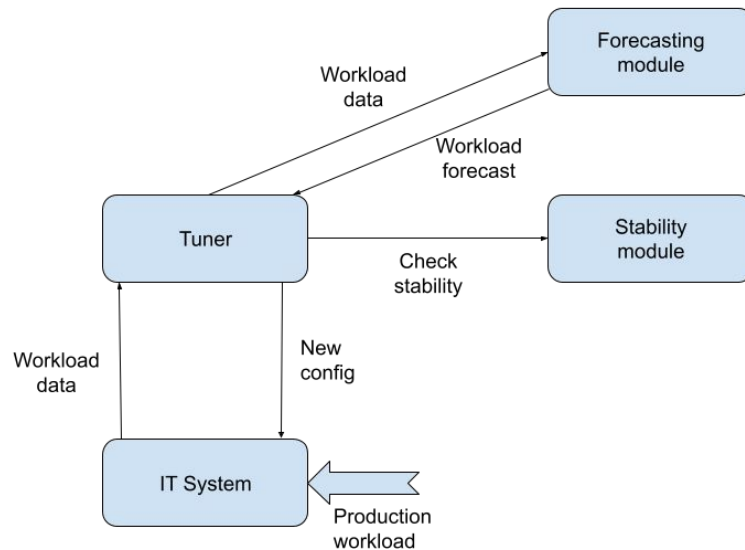 Forecasting
module
Workload
data
Workload
forecast
Tuner
Stability
module
Check
stability
Workload
data
New
config
IT System
Production
workload